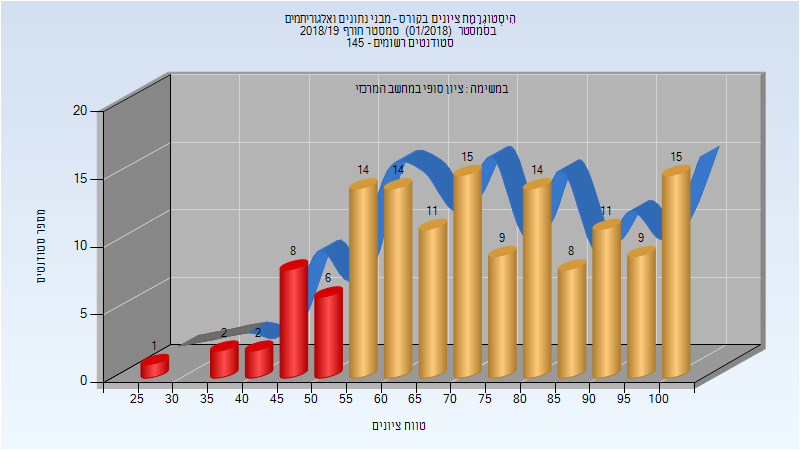 היסטוגרמת ציונים בקורס - מבני נתונים ואלגוריתמים
בסמסטר (01/2018) סמסטר חורף 2018/19
סטודנטים רשומים - 145
במשימה : ציון סופי במחשב המרכזי
מספר סטודנטים
20
15
10
5
0
1
2
2
8
6
14
14
11
15
9
14
8
11
9
15
25 30 35 40 45 50 55 60 65 70 75 80 85 90 95 100
טווח ציונים